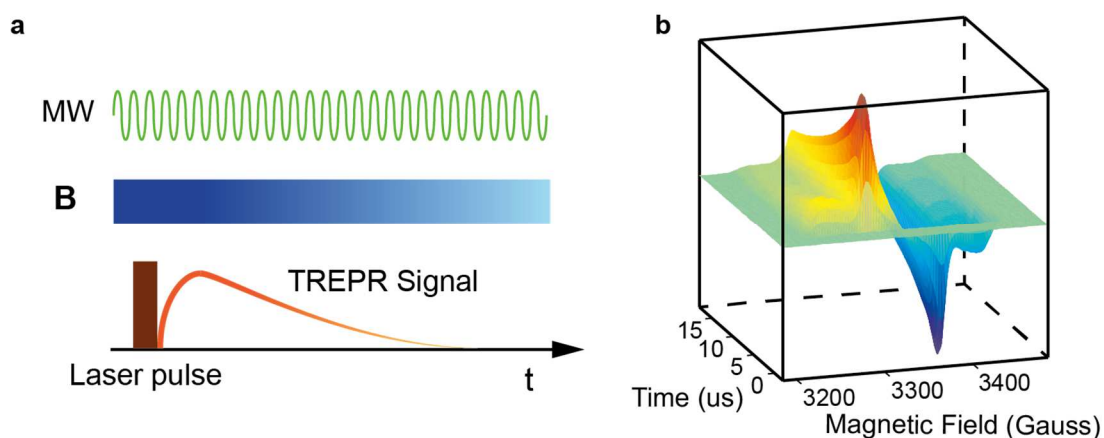 a
MW
B
TREPR Signal
Laser pulse
t
b
15
10
5
0
Time (us)
3200
3300
3400
Magnetic Field (Gauss)